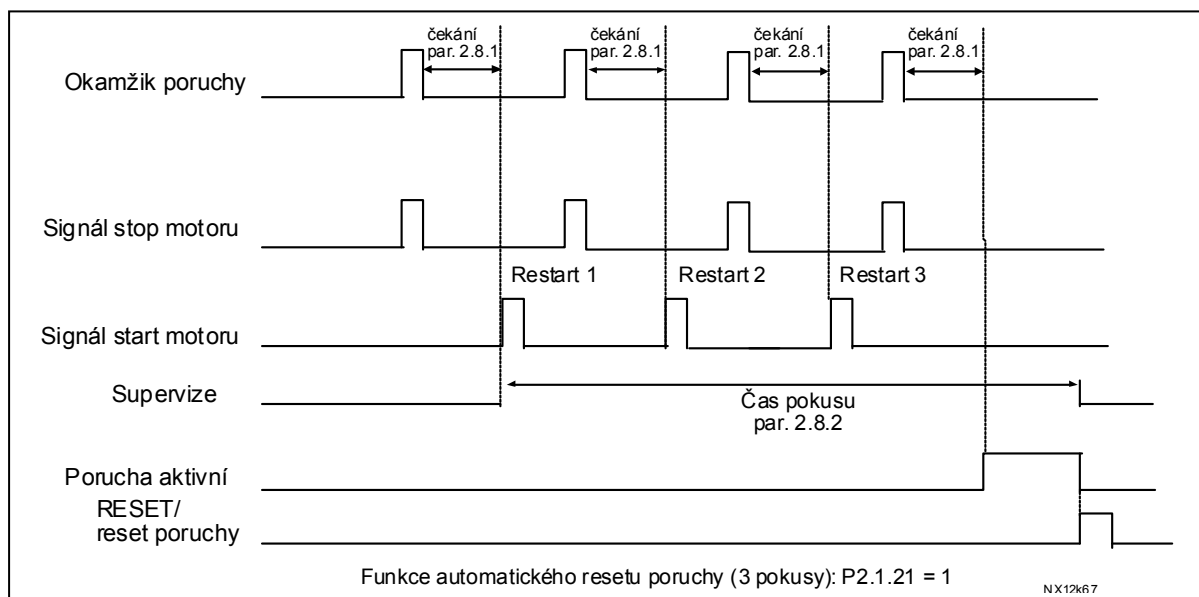 čekání
par. 2.8.1
čekání
par. 2.8.1
čekání
par. 2.8.1
čekání
par. 2.8.1
Okamžik poruchy
Signál stop motoru
Restart 1
Restart 2
Restart 3
Signál start motoru
Supervize
Čas pokusu
par. 2.8.2
Porucha aktivní
RESET/
reset poruchy
Funkce automatického resetu poruchy (3 pokusy): P2.1.21 = 1
NX12k67